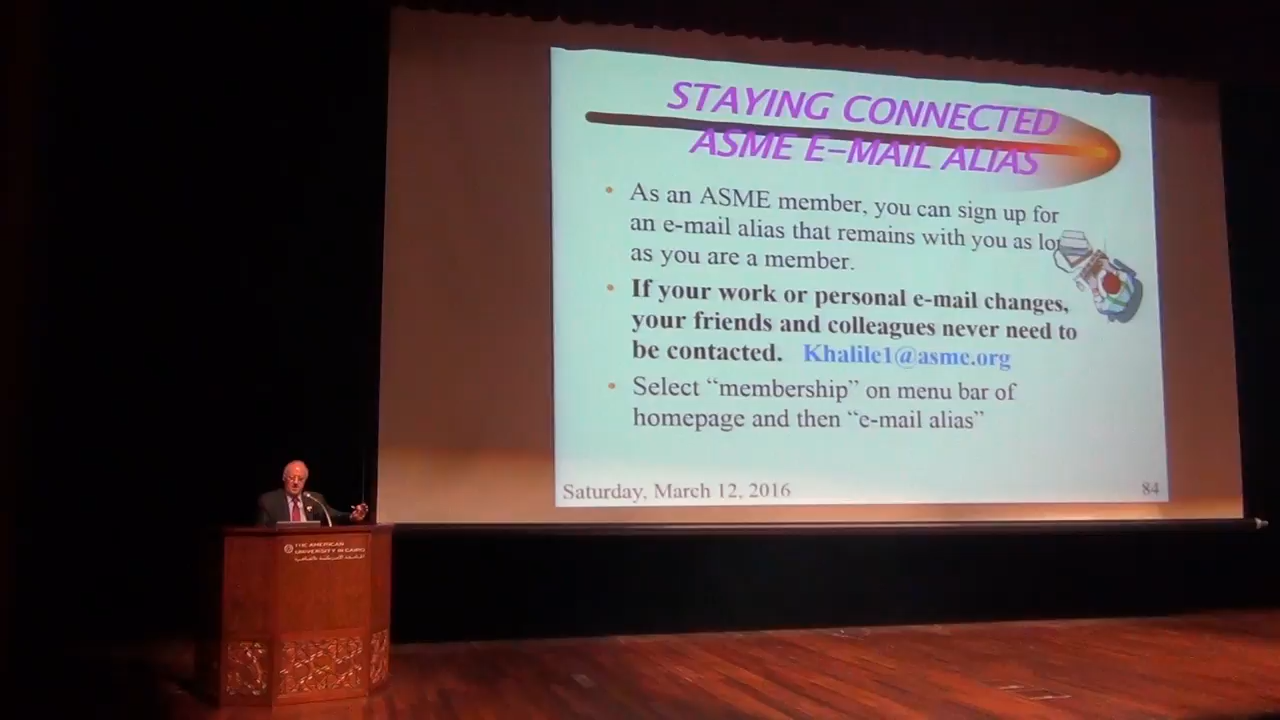 STAYING CONNECTED
ASME E-MAIL ALIAS
• As an ASME member, you can sign up for
an e-mail alias that remains with you as lo
as you are a member.
• If your work or personal e-mail changes,
your friends and colleagues never need to
be contacted. Khalile1@asme.org
• Select “membership” on menu bar of
homepage and then “e-mail alias”
Saturday, March 12, 2016 84
THE AMERICAN
UNIVERSITY IN CAIRO
الجامعة الأمريكية بالقاهرة